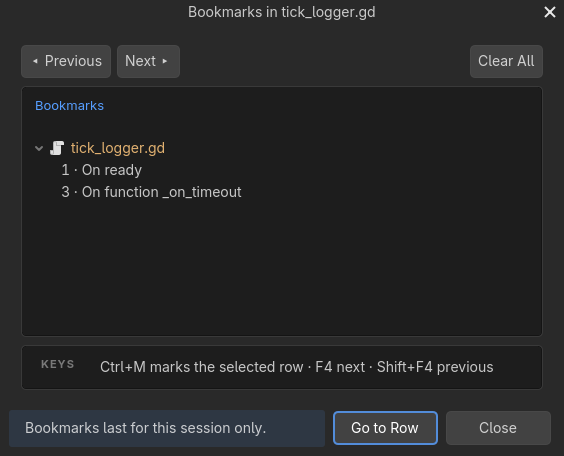 Bookmarks in tick_logger.gd
Previous
Next
Clear All
Bookmarks
tick_logger.gd
1 · On ready
3 · On function _on_timeout
KEYS
Ctrl+M marks the selected row · F4 next · Shift+F4 previous
Bookmarks last for this session only.
Go to Row
Close